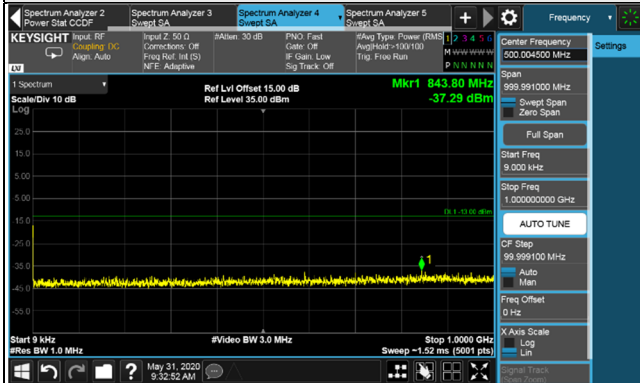 Spectrum Analyzer 2
Power Stat CCDF
Spectrum Analyzer 3
Swept SA
Spectrum Analyzer 4
Swept SA
Spectrum Analyzer 5
Swept SA
+
Frequency
KEYSIGHT
Input: RF
Coupling: DC
Align: Auto
Input Z: 50 Ω
Corrections: Off
Freq Ref: Int (S)
NFE: Adaptive
#Atten: 30 dB
PNO: Fast
Gate: Off
IF Gain: Low
Sig Track: Off
#Avg Type: Power (RMS
Avg|Hold:>100/100
Trig: Free Run
1 2 3 4 5 6
M W W W W W
P N N N N N
LXI
Center Frequency
500.004500 MHz
Settings
Span
999.991000 MHz
Swept Span
Zero Span
Full Span
Start Freq
9.000 kHz
Stop Freq
1.000000000 GHz
AUTO TUNE
CF Step
99.999100 MHz
Auto
Man
Freq Offset
0 Hz
X Axis Scale
Log
Lin
Signal Track
(Span Zoom)
1 Spectrum
Scale/Div 10 dB
Log
Ref Lvl Offset 15.00 dB
Ref Level 35.00 dBm
Mkr1 843.80 MHz
-37.29 dBm
25.0
15.0
5.00
-5.00
DL1 -13.00 dBm
-15.0
-25.0
1
-35.0
-45.0
-55.0
Start 9 kHz
#Res BW 1.0 MHz
#Video BW 3.0 MHz
Stop 1.0000 GHz
Sweep ~1.52 ms (5001 pts)
?
May 31, 2020
9:32:52 AM